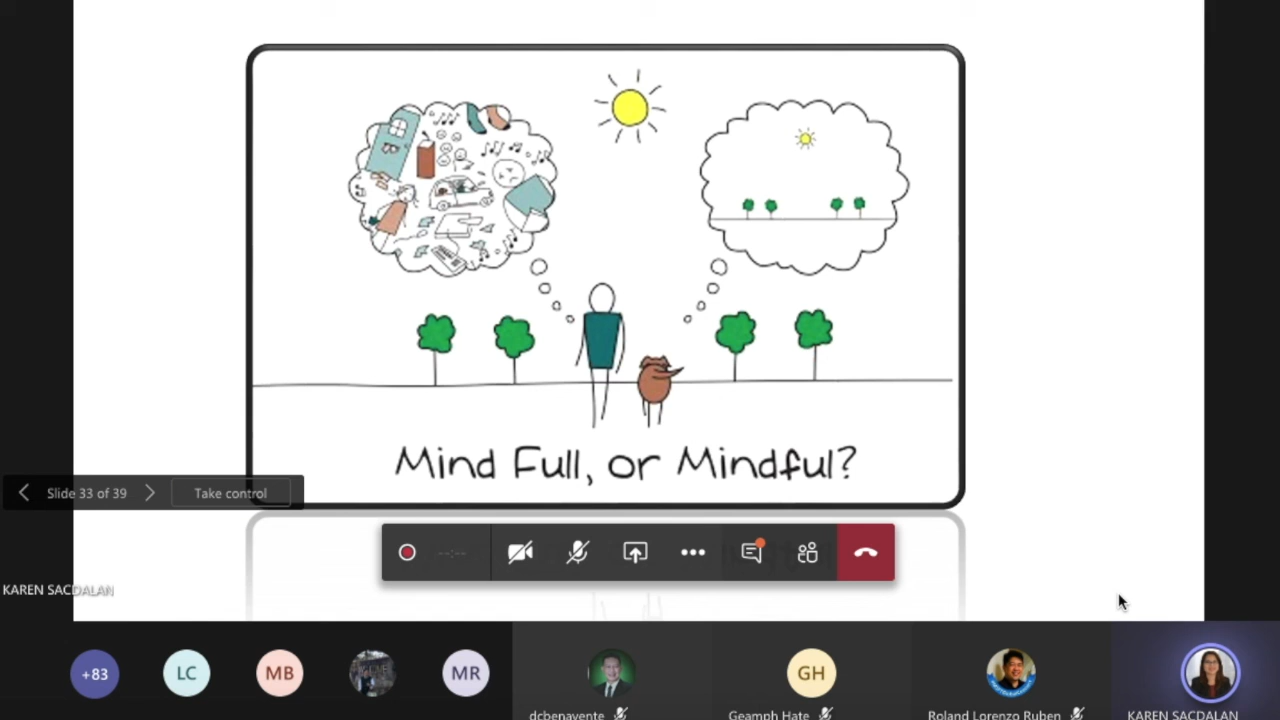 Mind Full, or Mindful?
Slide 33 of 39
Take control
--:--
KAREN SACDALAN
+83
LC
MB
MR
GH
dcbenavente
Geamph Hate
Roland Lorenzo Ruben
KAREN SACDALAN